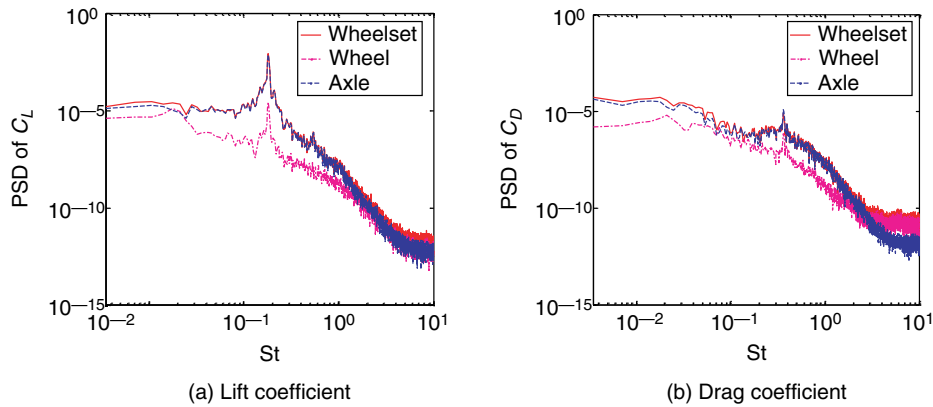 10^0
10^−5
10^−10
10^−15
PSD of C_L
Wheelset
Wheel
Axle
10^−2
10^−1
10^0
10^1
St
(a) Lift coefficient
10^0
10^−5
10^−10
10^−15
PSD of C_D
Wheelset
Wheel
Axle
10^−2
10^−1
10^0
10^1
St
(b) Drag coefficient